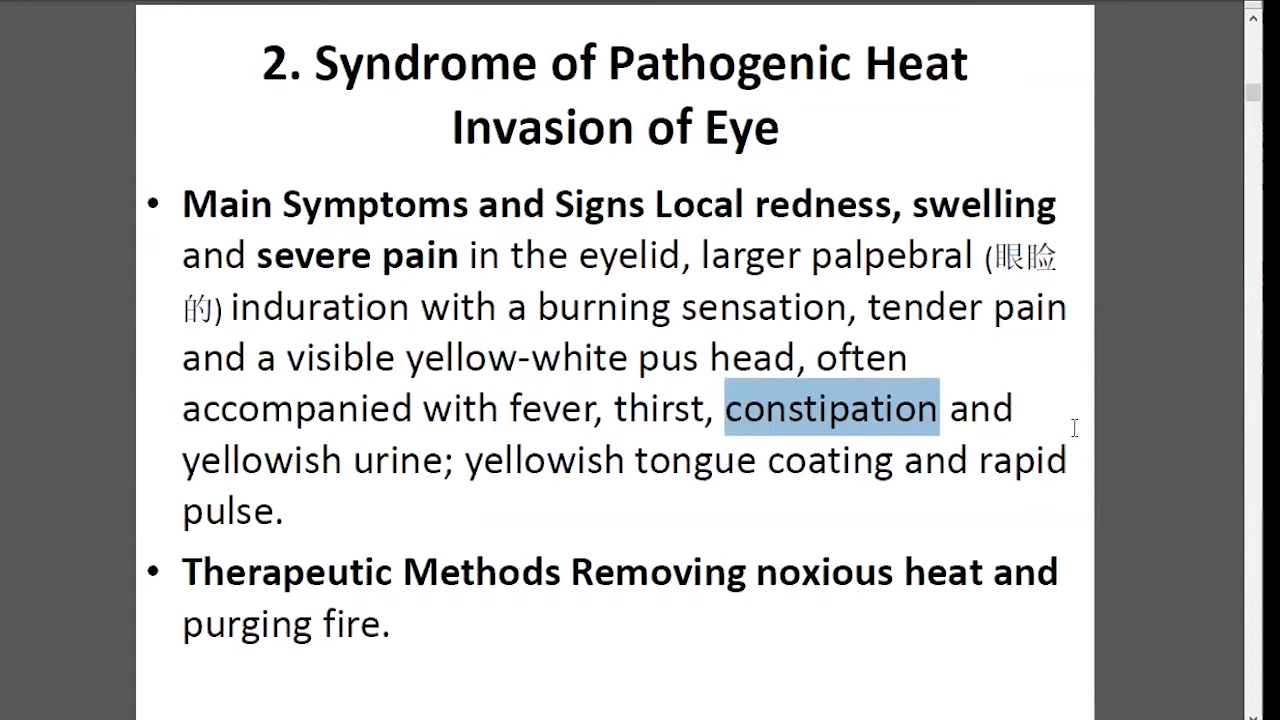 2. Syndrome of Pathogenic Heat
Invasion of Eye
• Main Symptoms and Signs Local redness, swelling
and severe pain in the eyelid, larger palpebral (眼睑
的) induration with a burning sensation, tender pain
and a visible yellow-white pus head, often
accompanied with fever, thirst, constipation and
yellowish urine; yellowish tongue coating and rapid
pulse.
• Therapeutic Methods Removing noxious heat and
purging fire.